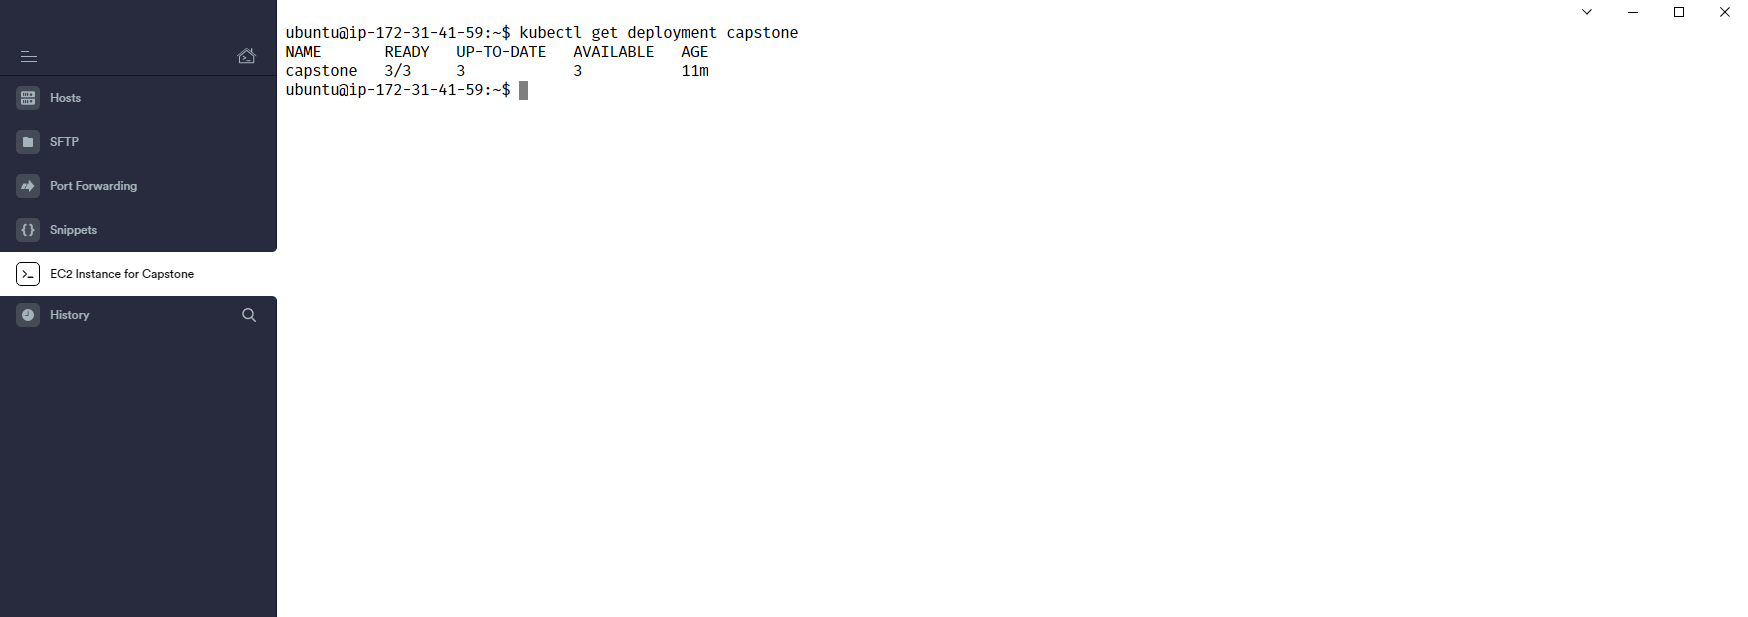 Hosts
SFTP
Port Forwarding
Snippets
EC2 Instance for Capstone
History
ubuntu@ip-172-31-41-59:~$ kubectl get deployment capstone
NAME       READY   UP-TO-DATE   AVAILABLE   AGE
capstone   3/3     3            3           11m
ubuntu@ip-172-31-41-59:~$